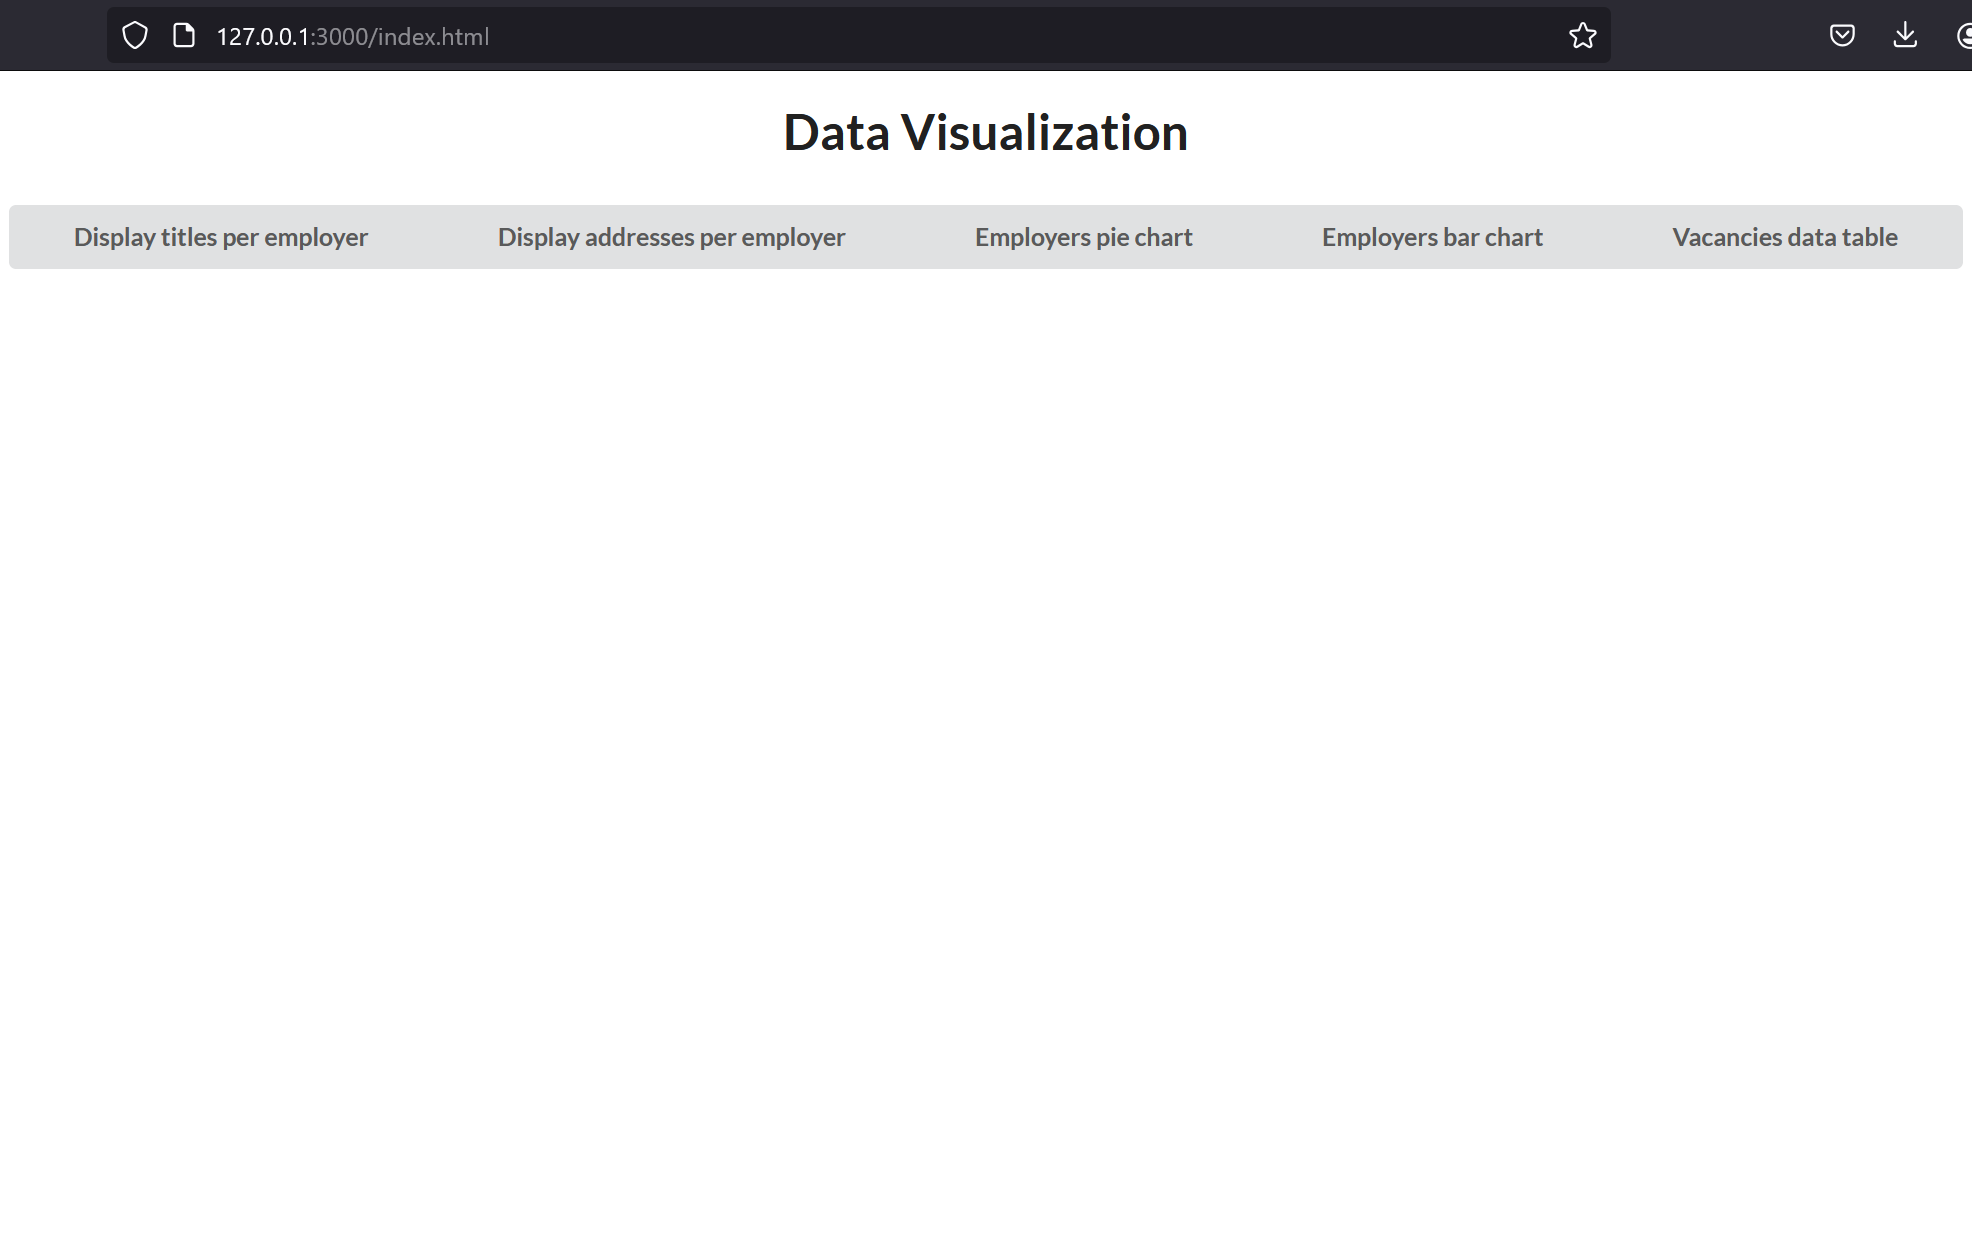 127.0.0.1:3000/index.html
Data Visualization
Display titles per employer Display addresses per employer Employers pie chart Employers bar chart Vacancies data table